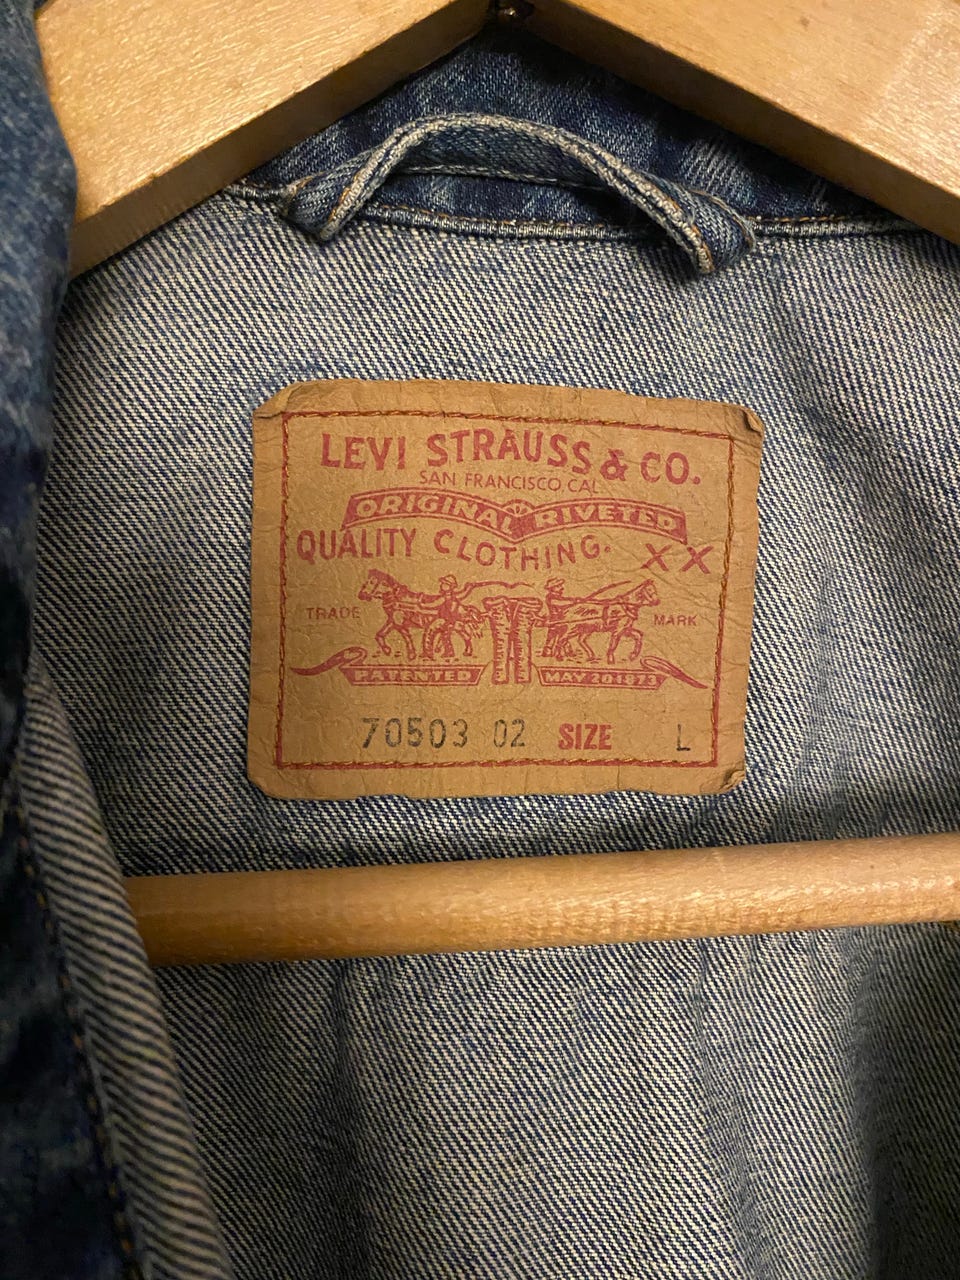 LEVI STRAUSS & CO.
SAN FRANCISCO, CAL
ORIGINAL RIVETED
QUALITY CLOTHING. XX
TRADE MARK
PATENTED MAY 20 1873
70503 02 SIZE L